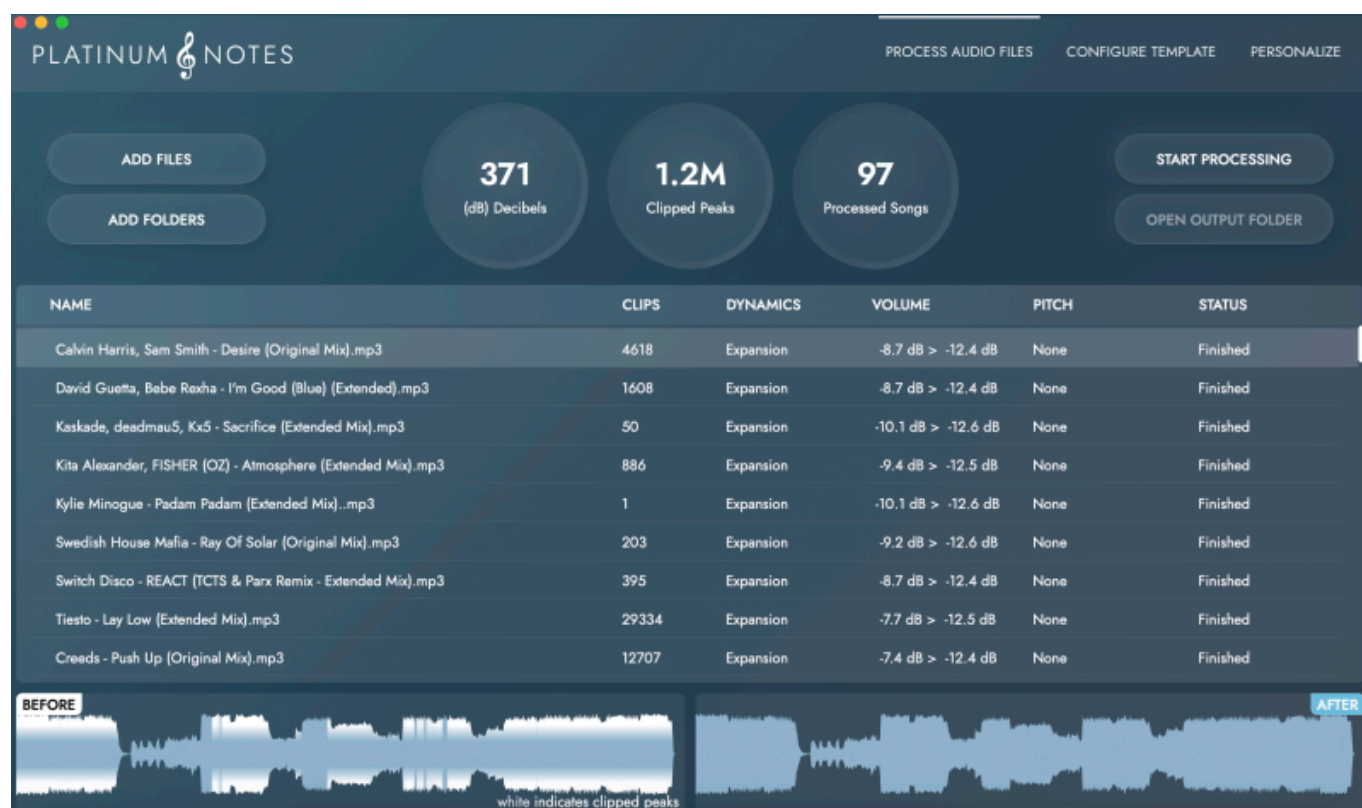 PLATINUM NOTES
PROCESS AUDIO FILES CONFIGURE TEMPLATE PERSONALIZE
ADD FILES
ADD FOLDERS
371
(dB) Decibels
1.2M
Clipped Peaks
97
Processed Songs
START PROCESSING
OPEN OUTPUT FOLDER
NAME CLIPS DYNAMICS VOLUME PITCH STATUS
Calvin Harris, Sam Smith - Desire (Original Mix).mp3 4618 Expansion -8.7 dB > -12.4 dB None Finished
David Guetta, Bebe Rexha - I'm Good (Blue) (Extended).mp3 1608 Expansion -8.7 dB > -12.4 dB None Finished
Kaskade, deadmau5, Kx5 - Sacrifice (Extended Mix).mp3 50 Expansion -10.1 dB > -12.6 dB None Finished
Kita Alexander, FISHER (OZ) - Atmosphere (Extended Mix).mp3 886 Expansion -9.4 dB > -12.5 dB None Finished
Kylie Minogue - Padam Padam (Extended Mix)..mp3 1 Expansion -10.1 dB > -12.6 dB None Finished
Swedish House Mafia - Ray Of Solar (Original Mix).mp3 203 Expansion -9.2 dB > -12.6 dB None Finished
Switch Disco - REACT (TCTS & Parx Remix - Extended Mix).mp3 395 Expansion -8.7 dB > -12.4 dB None Finished
Tiesto - Lay Low (Extended Mix).mp3 29334 Expansion -7.7 dB > -12.5 dB None Finished
Creeds - Push Up (Original Mix).mp3 12707 Expansion -7.4 dB > -12.4 dB None Finished
BEFORE
white indicates clipped peaks
AFTER